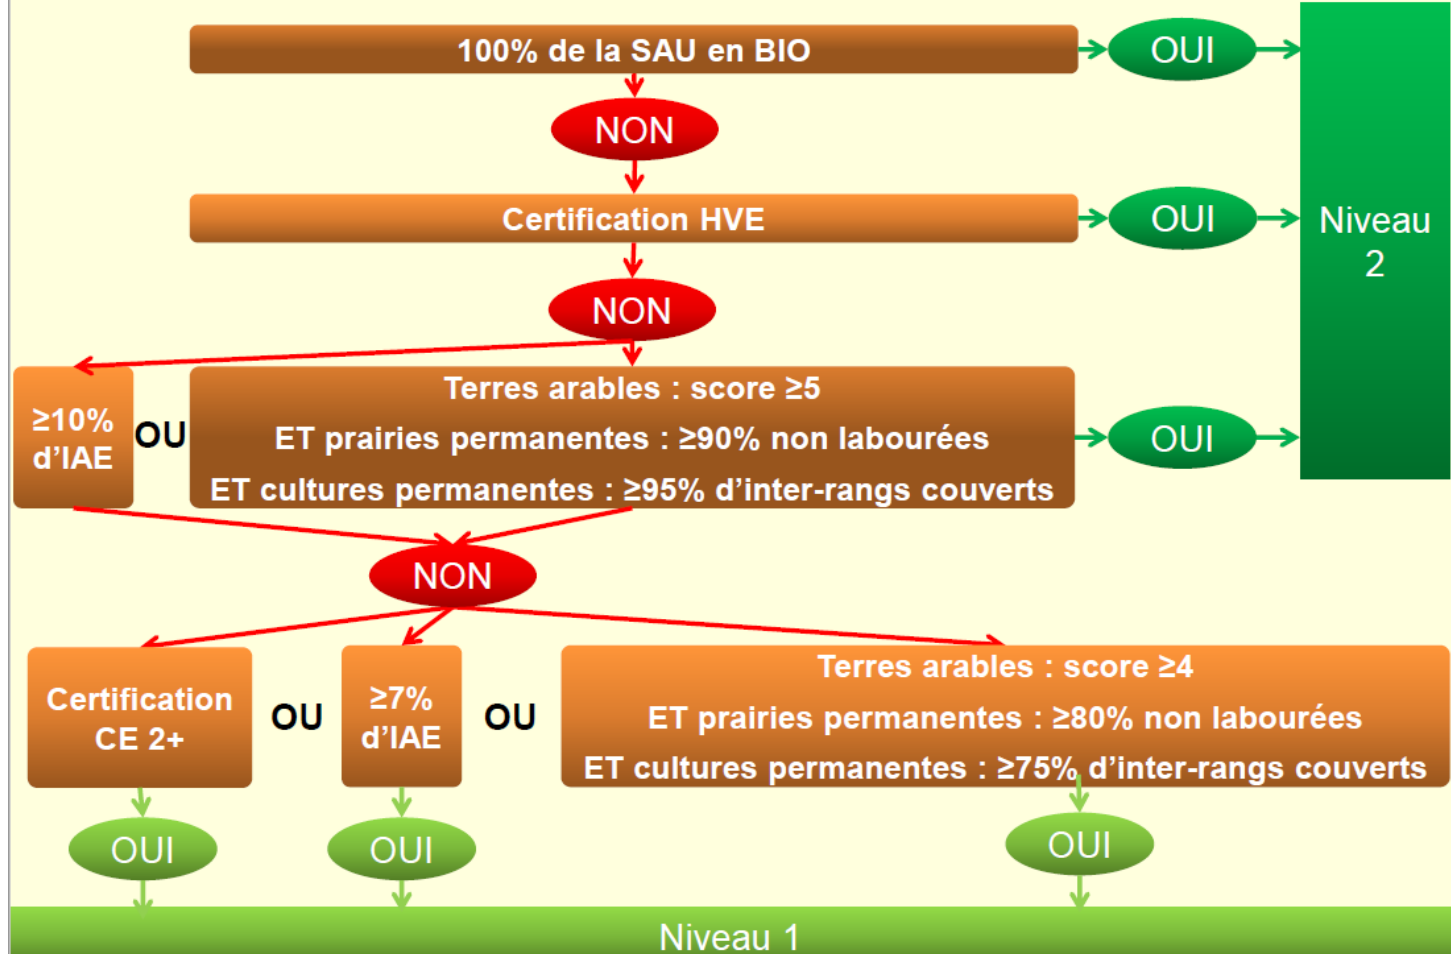 100% de la SAU en BIO
OUI
NON
Certification HVE
OUI
Niveau
2
NON
≥10%
d'IAE
OU
Terres arables : score ≥5
ET prairies permanentes : ≥90% non labourées
ET cultures permanentes : ≥95% d'inter-rangs couverts
OUI
NON
Certification
CE 2+
OU
≥7%
d'IAE
OU
Terres arables : score ≥4
ET prairies permanentes : ≥80% non labourées
ET cultures permanentes : ≥75% d'inter-rangs couverts
OUI
OUI
OUI
Niveau 1